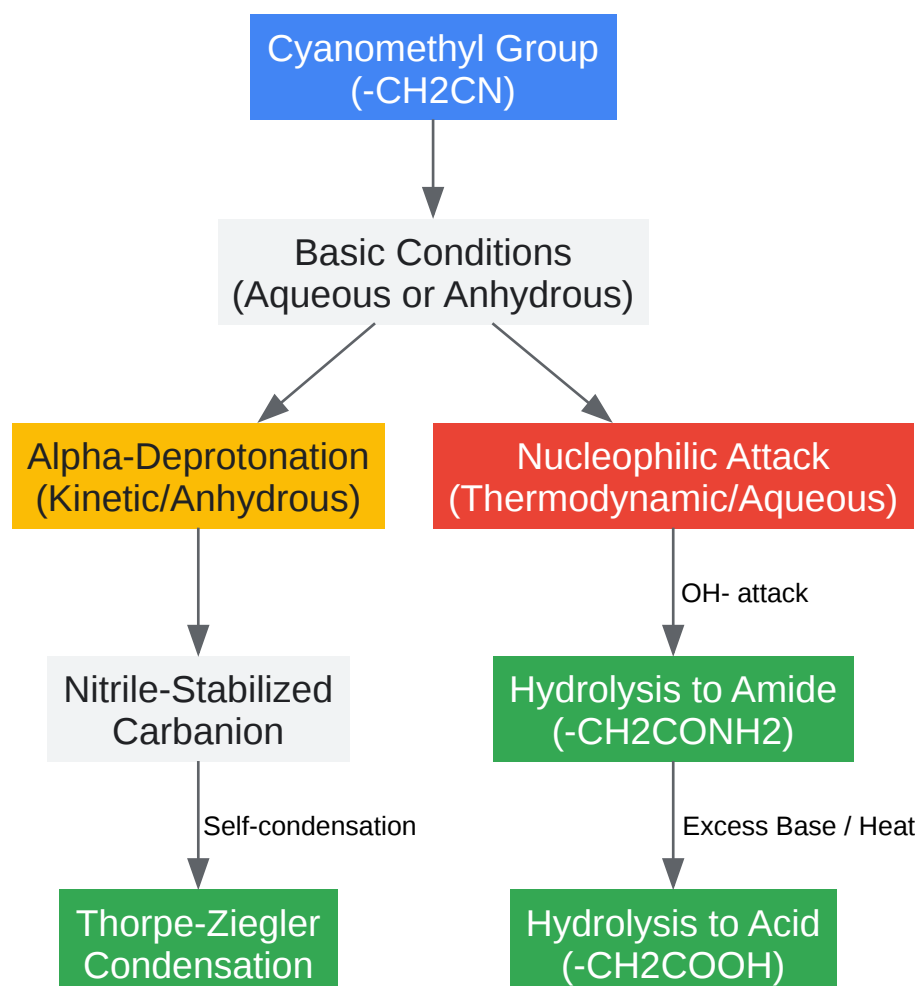 Cyanomethyl Group
(-CH2CN)
Basic Conditions
(Aqueous or Anhydrous)
Alpha-Deprotonation
(Kinetic/Anhydrous)
Nucleophilic Attack
(Thermodynamic/Aqueous)
OH- attack
Nitrile-Stabilized
Carbanion
Hydrolysis to Amide
(-CH2CONH2)
Self-condensation
Excess Base / Heat
Thorpe-Ziegler
Condensation
Hydrolysis to Acid
(-CH2COOH)